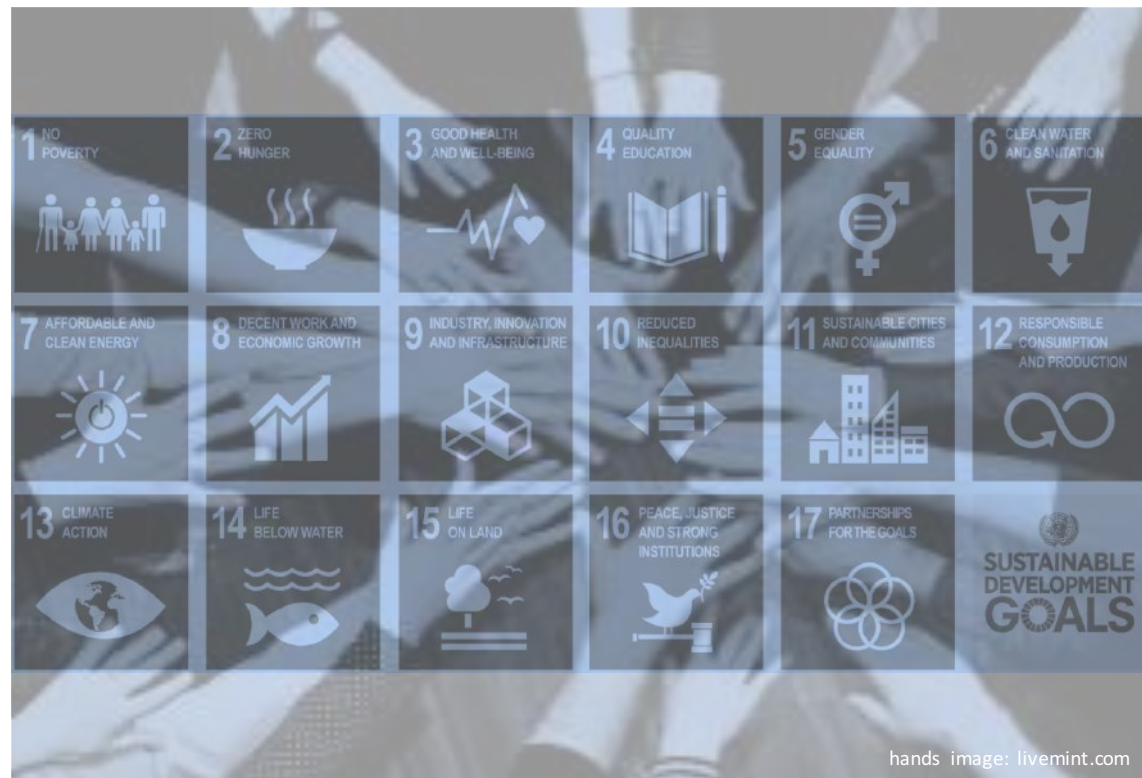 1 NO
POVERTY
2 ZERO
HUNGER
3 GOOD HEALTH
AND WELL-BEING
4 QUALITY
EDUCATION
5 GENDER
EQUALITY
6 CLEAN WATER
AND SANITATION
7 AFFORDABLE AND
CLEAN ENERGY
8 DECENT WORK AND
ECONOMIC GROWTH
9 INDUSTRY, INNOVATION
AND INFRASTRUCTURE
10 REDUCED
INEQUALITIES
11 SUSTAINABLE CITIES
AND COMMUNITIES
12 RESPONSIBLE
CONSUMPTION
AND PRODUCTION
13 CLIMATE
ACTION
14 LIFE
BELOW WATER
15 LIFE
ON LAND
16 PEACE, JUSTICE
AND STRONG
INSTITUTIONS
17 PARTNERSHIPS
FOR THE GOALS
SUSTAINABLE
DEVELOPMENT
GOALS
hands image: livemint.com